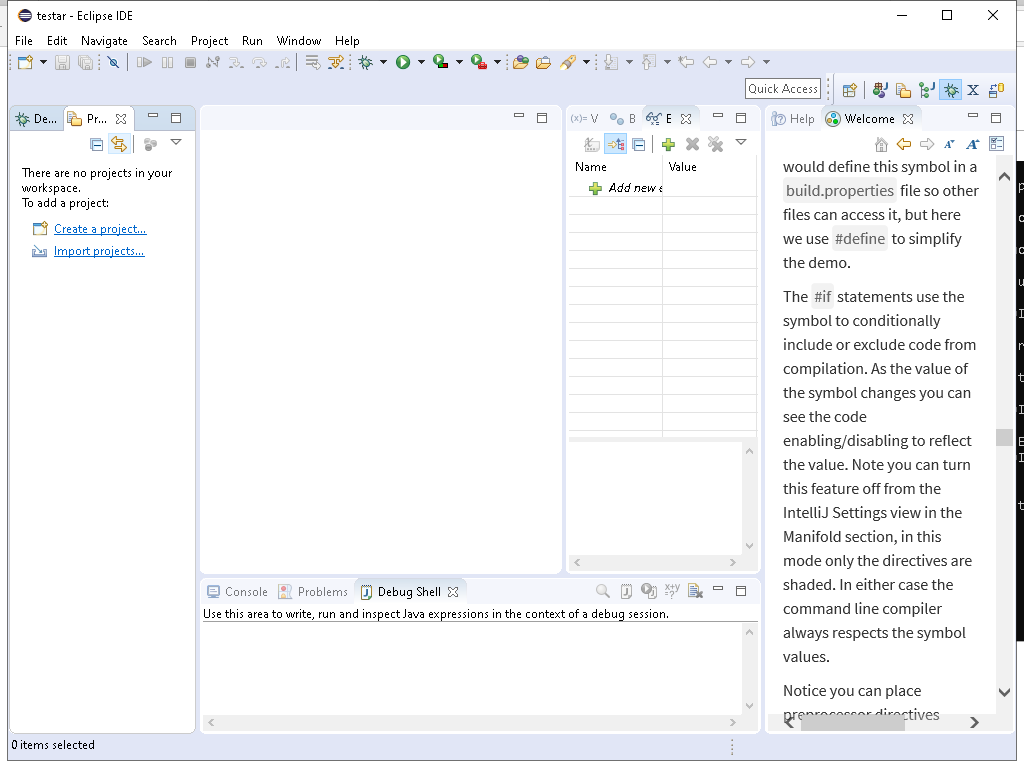 testar - Eclipse IDE
File Edit Navigate Search Project Run Window Help
Quick Access
De...
Pr...
There are no projects in your
workspace.
To add a project:
Create a project...
Import projects...
(x)= V
B
E
Name Value
Add new e
Console Problems Debug Shell
Use this area to write, run and inspect Java expressions in the context of a debug session.
Help Welcome
would define this symbol in a
build.properties file so other
files can access it, but here
we use #define to simplify
the demo.
The #if statements use the
symbol to conditionally
include or exclude code from
compilation. As the value of
the symbol changes you can
see the code
enabling/disabling to reflect
the value. Note you can turn
this feature off from the
IntelliJ Settings view in the
Manifold section, in this
mode only the directives are
shaded. In either case the
command line compiler
always respects the symbol
values.
Notice you can place
preprocessor directives
0 items selected